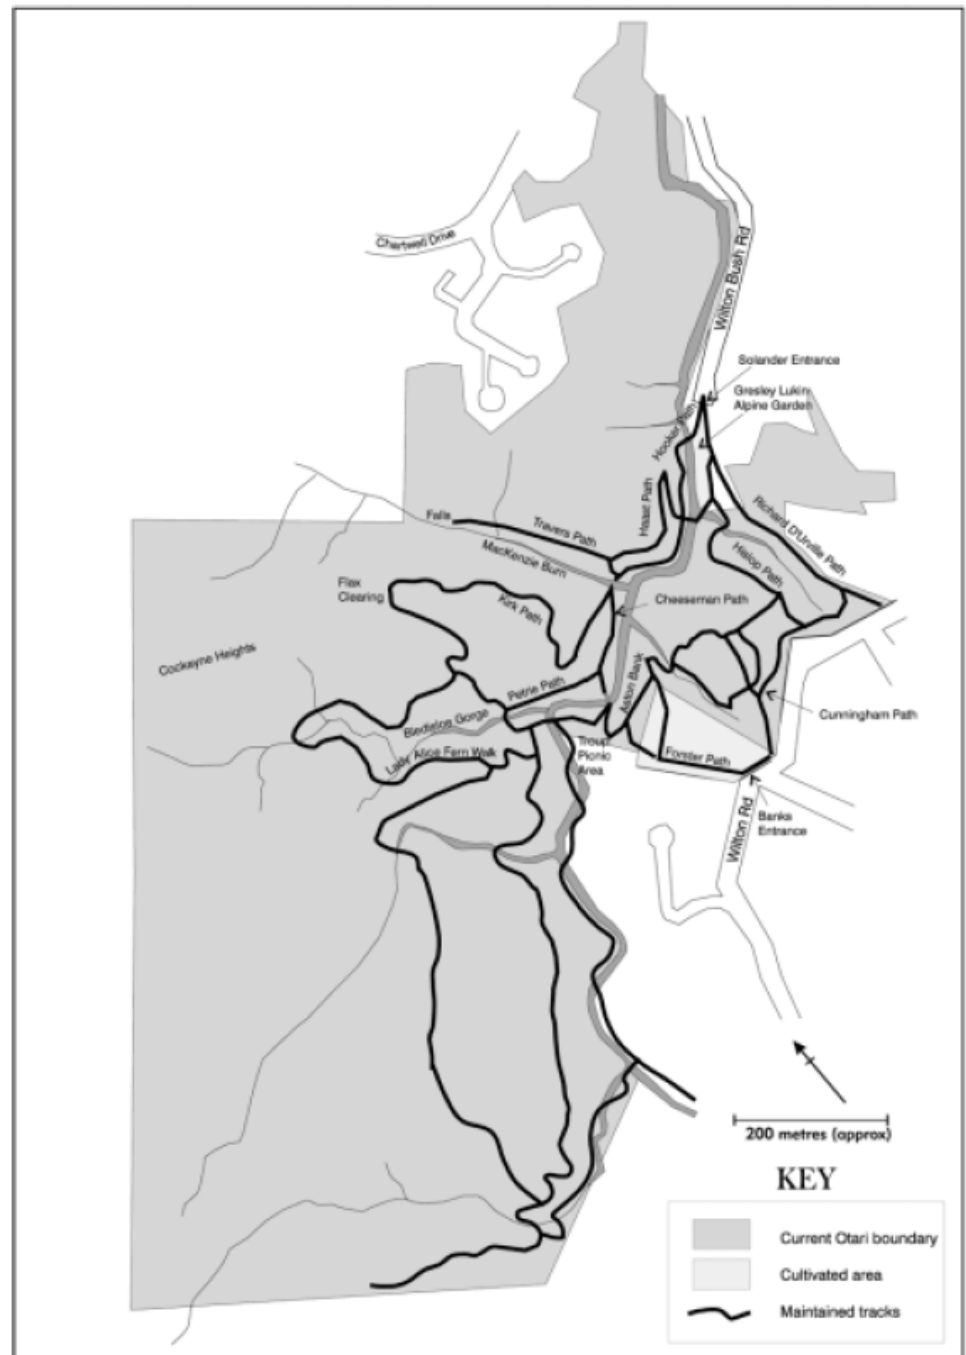 Chartwell Drive
Wilton Bush Rd
Solander Entrance
Gresley Lukin
Alpine Garden
Hooker Path
Haast Path
Falls
Travers Path
MacKenzie Burn
Richard D'Urville Path
Hislop Path
Flax
Clearing
Kirk Path
Cheeseman Path
Cockayne Heights
Petrie Path
Aston Bank
Bledisloe Gorge
Cunningham Path
Lady Alice Fern Walk
Troup
Picnic
Area
Forster Path
Wilton Rd
Banks
Entrance
200 metres (approx)
KEY
Current Otari boundary
Cultivated area
Maintained tracks